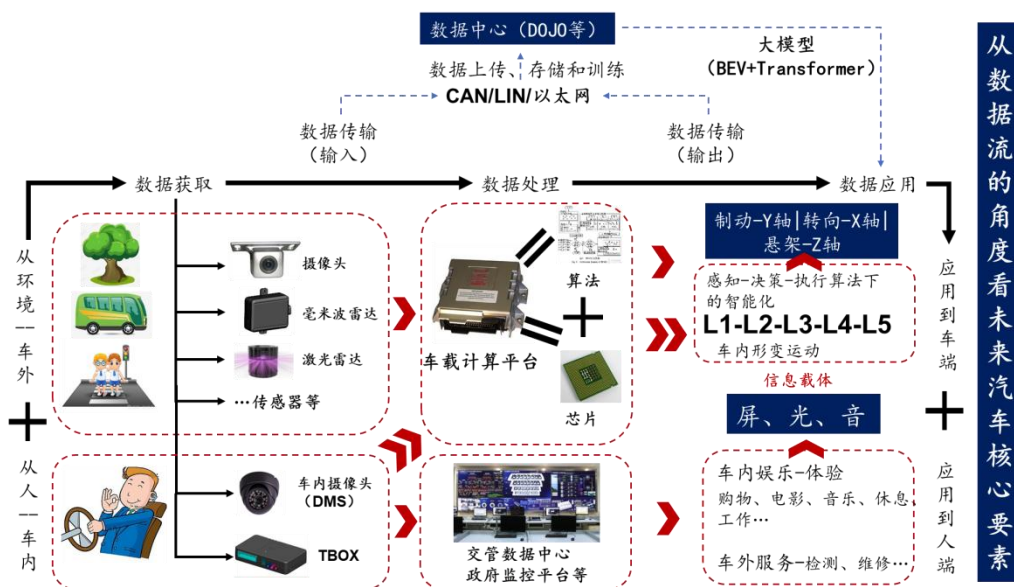 数据中心（DOJO等）
大模型
（BEV+Transformer）
数据上传、存储和训练
CAN/LIN/以太网
数据传输
（输入）
数据传输
（输出）
数据获取
数据处理
数据应用
从环境--车外
摄像头
毫米波雷达
激光雷达
…传感器等
车载计算平台
算法
芯片
制动-Y轴|转向-X轴|
悬架-Z轴
感知-决策-执行算法下
的智能化
L1-L2-L3-L4-L5
车内形变运动
信息载体
应用到车端
从人--车内
车内摄像头
（DMS）
TBOX
交管数据中心
政府监控平台等
屏、光、音
车内娱乐-体验
购物、电影、音乐、休息、
工作…
车外服务-检测、维修…
应用到人端
从数据流的角度看未来汽车核心要素